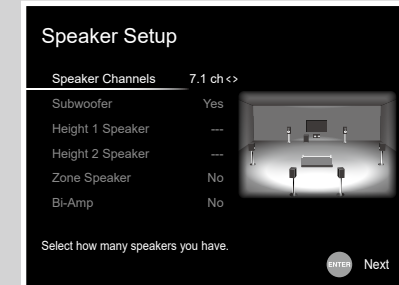 Speaker Setup
Speaker Channels 7.1 ch<>
Subwoofer Yes
Height 1 Speaker ---
Height 2 Speaker ---
Zone Speaker No
Bi-Amp No
Select how many speakers you have.
ENTER Next